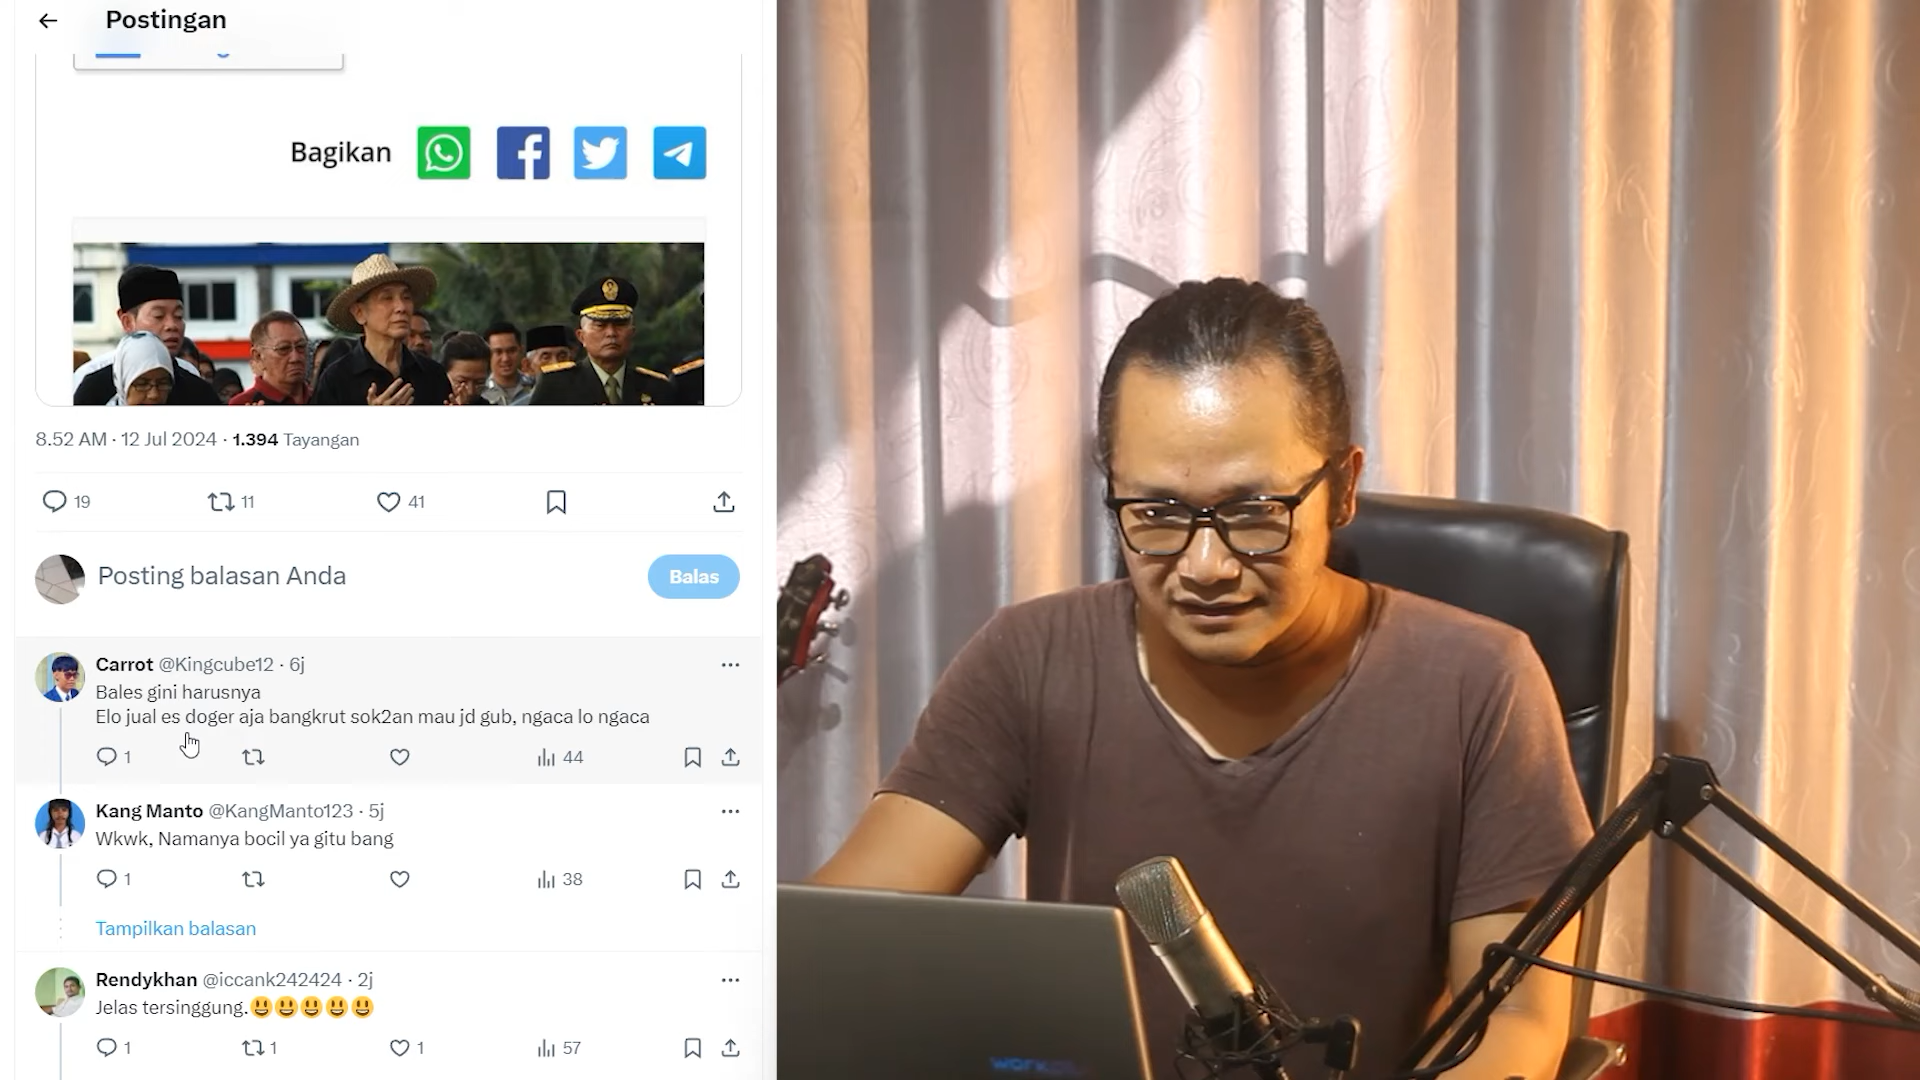 Postingan
Bagikan
8.52 AM · 12 Jul 2024 · 1.394 Tayangan
19 11 41
Posting balasan Anda
Balas
Carrot @Kingcube12 · 6j
Bales gini harusnya
Elo jual es doger aja bangkrut sok2an mau jd gub, ngaca lo ngaca
1 44
Kang Manto @KangManto123 · 5j
Wkwk, Namanya bocil ya gitu bang
1 38
Tampilkan balasan
Rendykhan @iccank242424 · 2j
Jelas tersinggung.😃😃😃😃😃
1 1 1 57